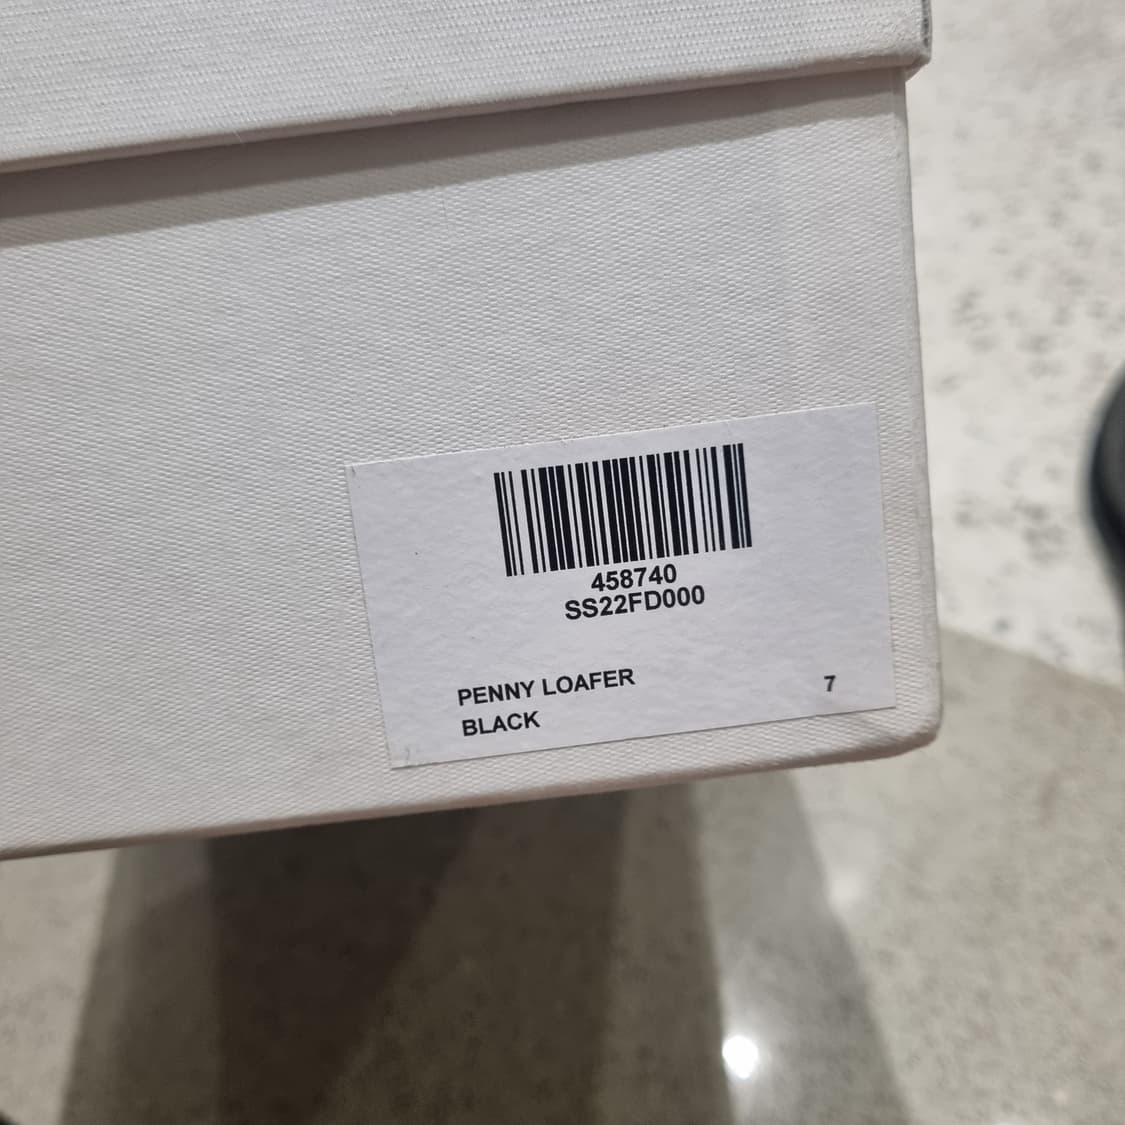 458740
SS22FD000
PENNY LOAFER
7
BLACK